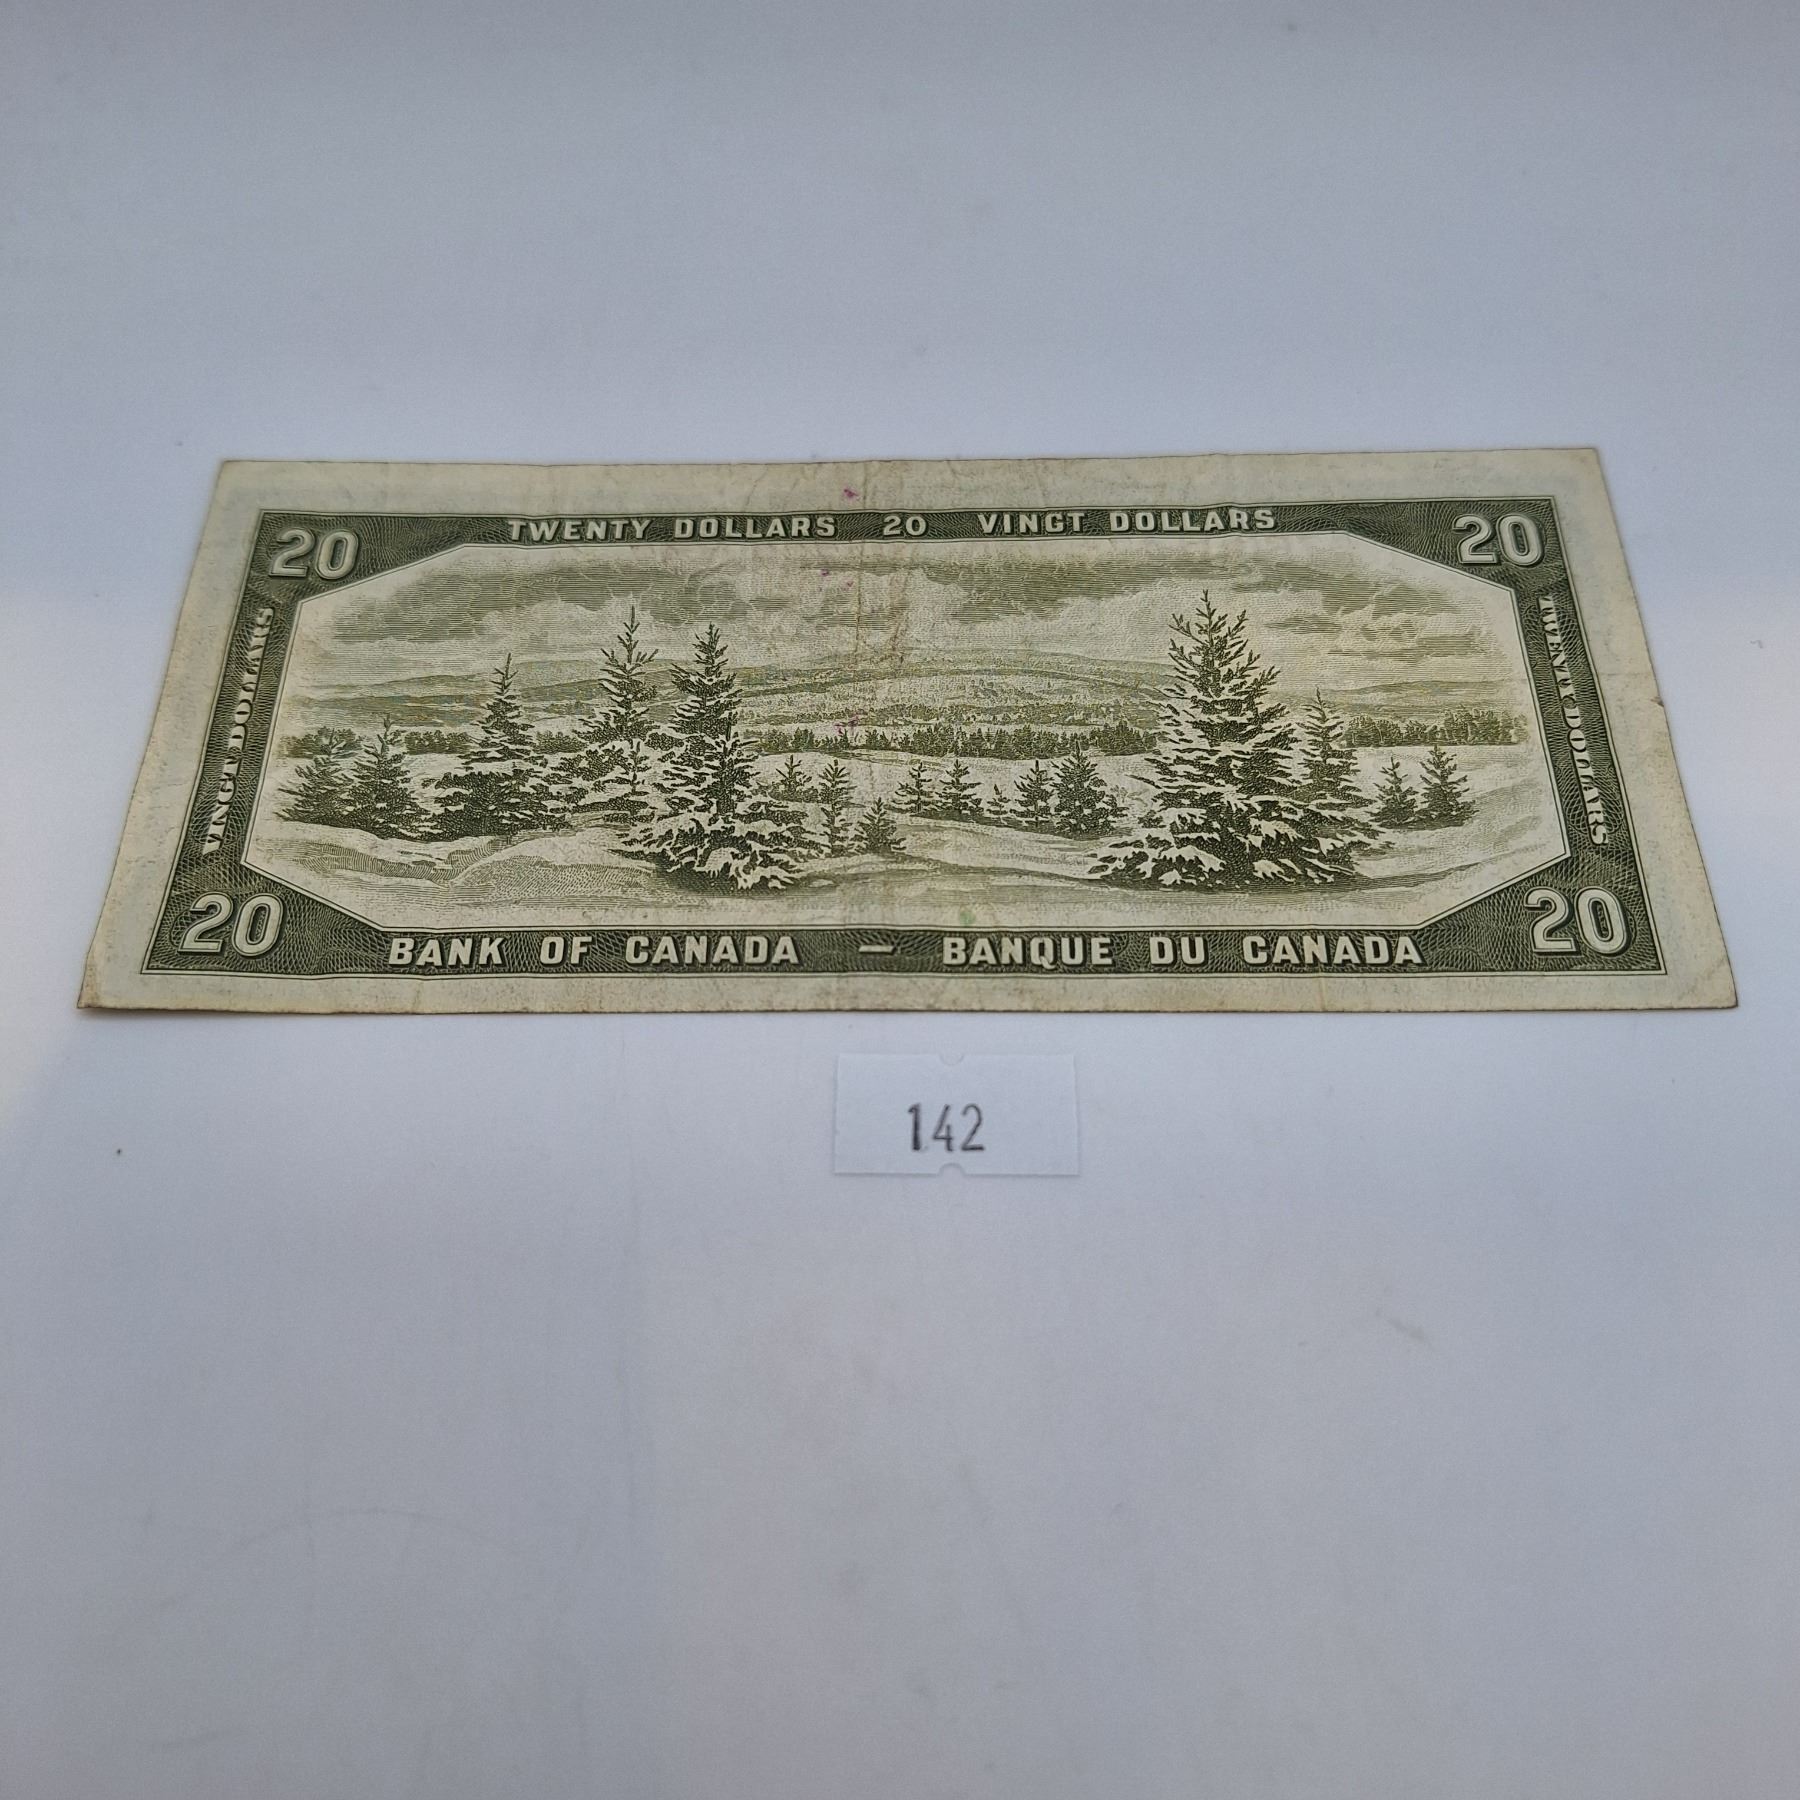 20 TWENTY DOLLARS 20 VINGT DOLLARS 20
VINGT DOLLARS
TWENTY DOLLARS
20 BANK OF CANADA — BANQUE DU CANADA 20
142